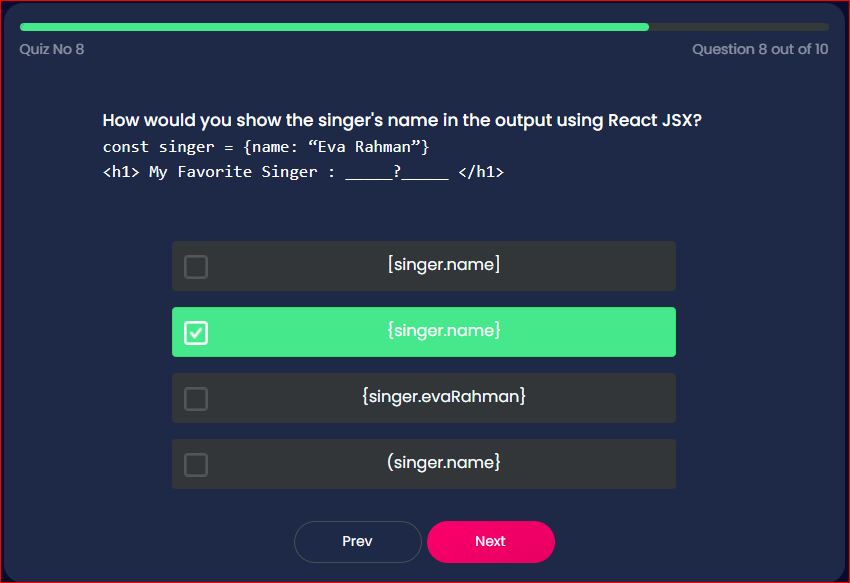 Quiz No 8
Question 8 out of 10
How would you show the singer's name in the output using React JSX?
const singer = {name: “Eva Rahman”}
<h1> My Favorite Singer : _____?_____ </h1>
[singer.name]
{singer.name}
{singer.evaRahman}
(singer.name}
Prev
Next